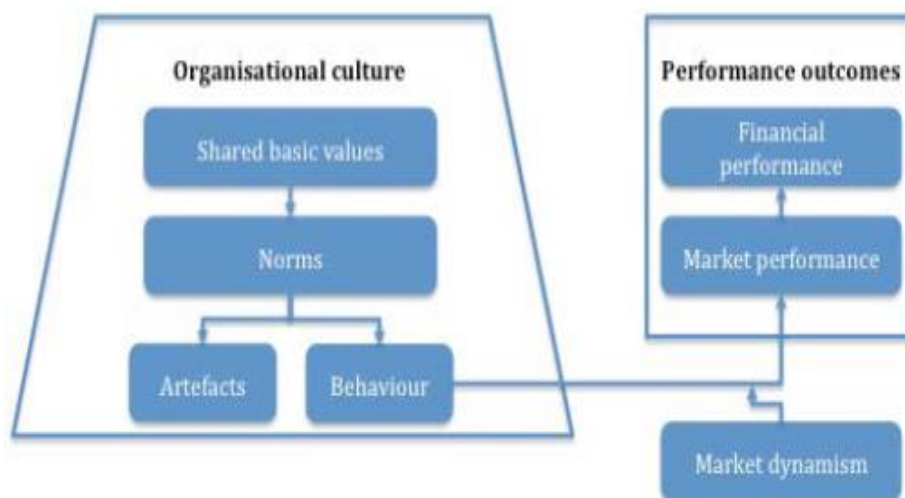 Organisational culture
Shared basic values
Norms
Artefacts
Behaviour
Performance outcomes
Financial
performance
Market performance
Market dynamism